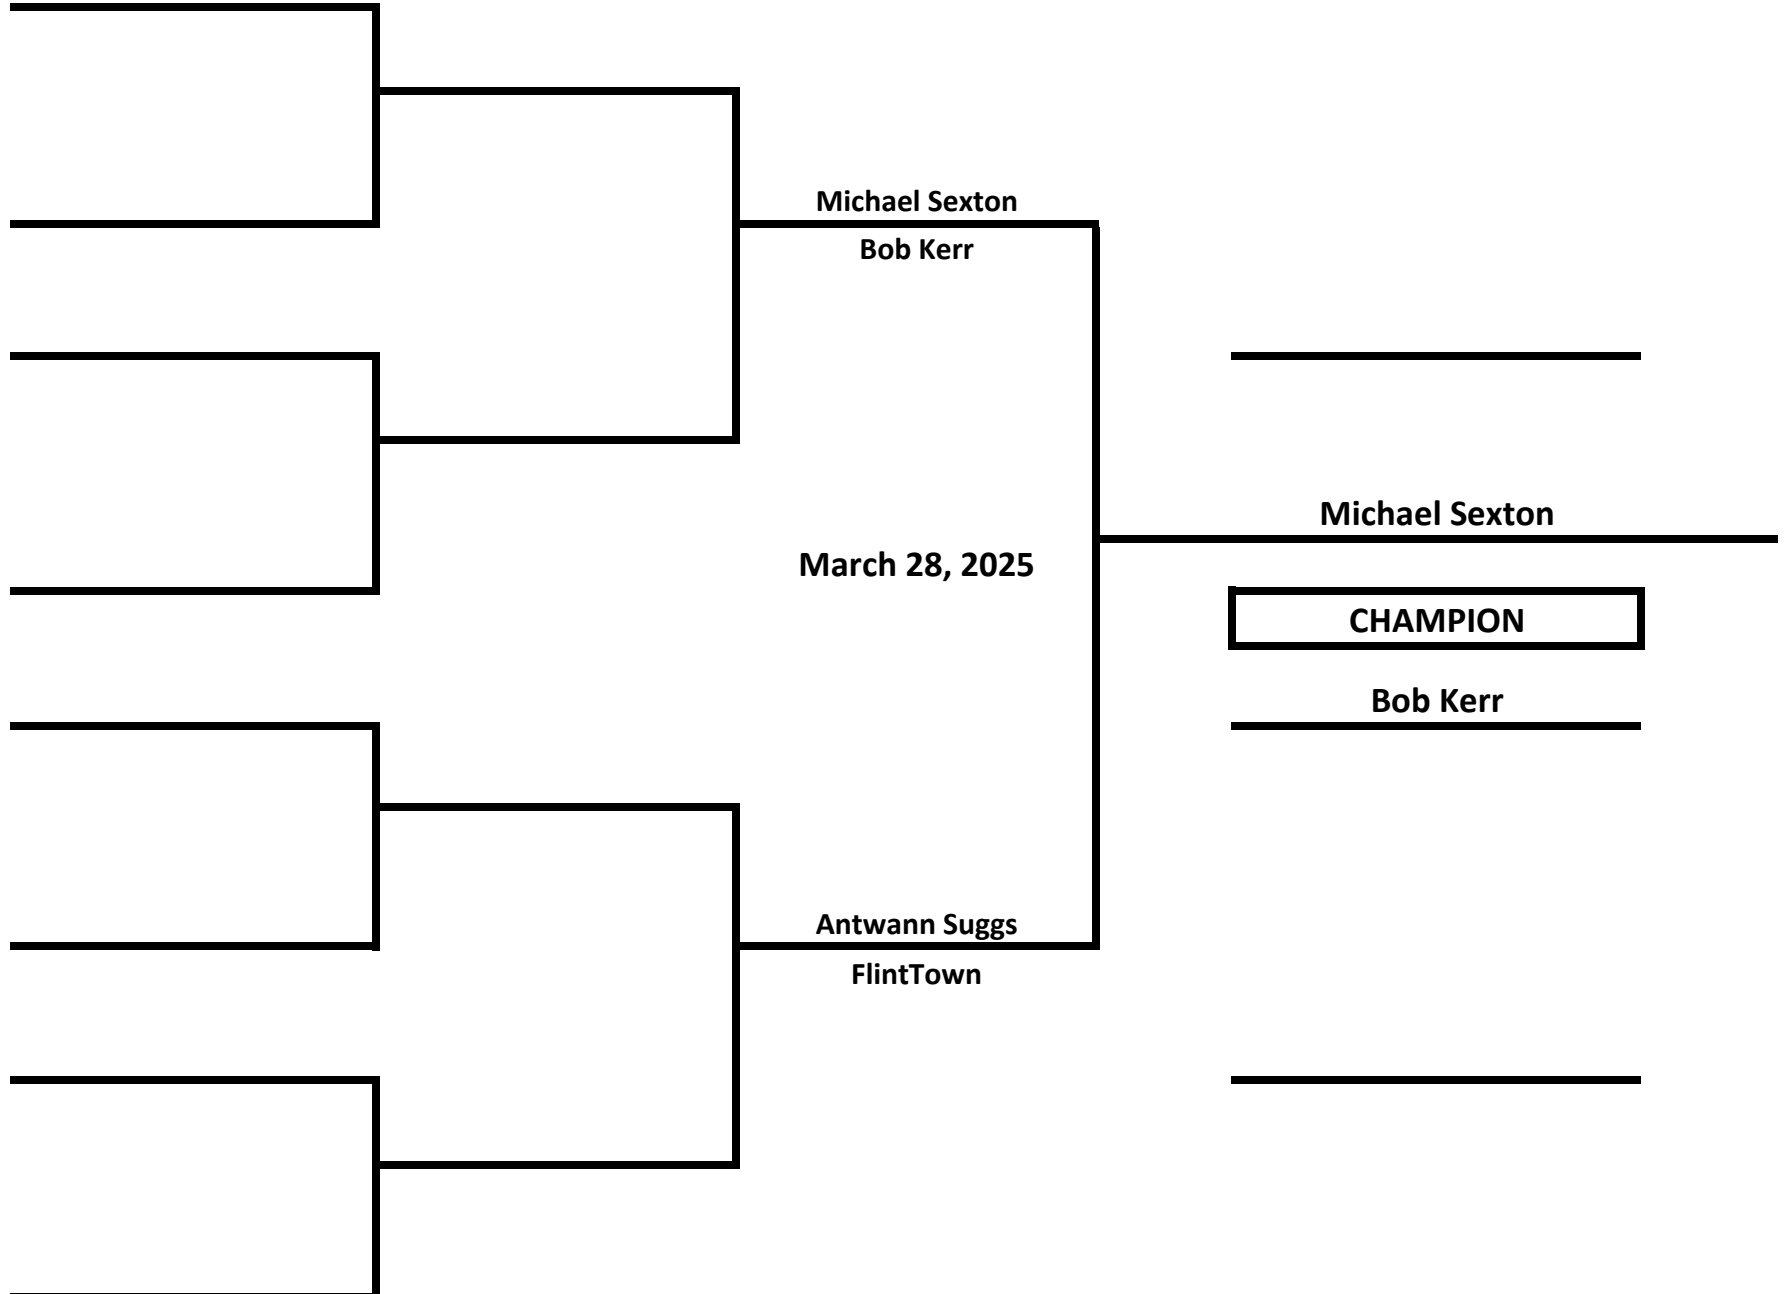 Michael Sexton
Bob Kerr
Michael Sexton
March 28, 2025
CHAMPION
Bob Kerr
Antwann Suggs
FlintTown